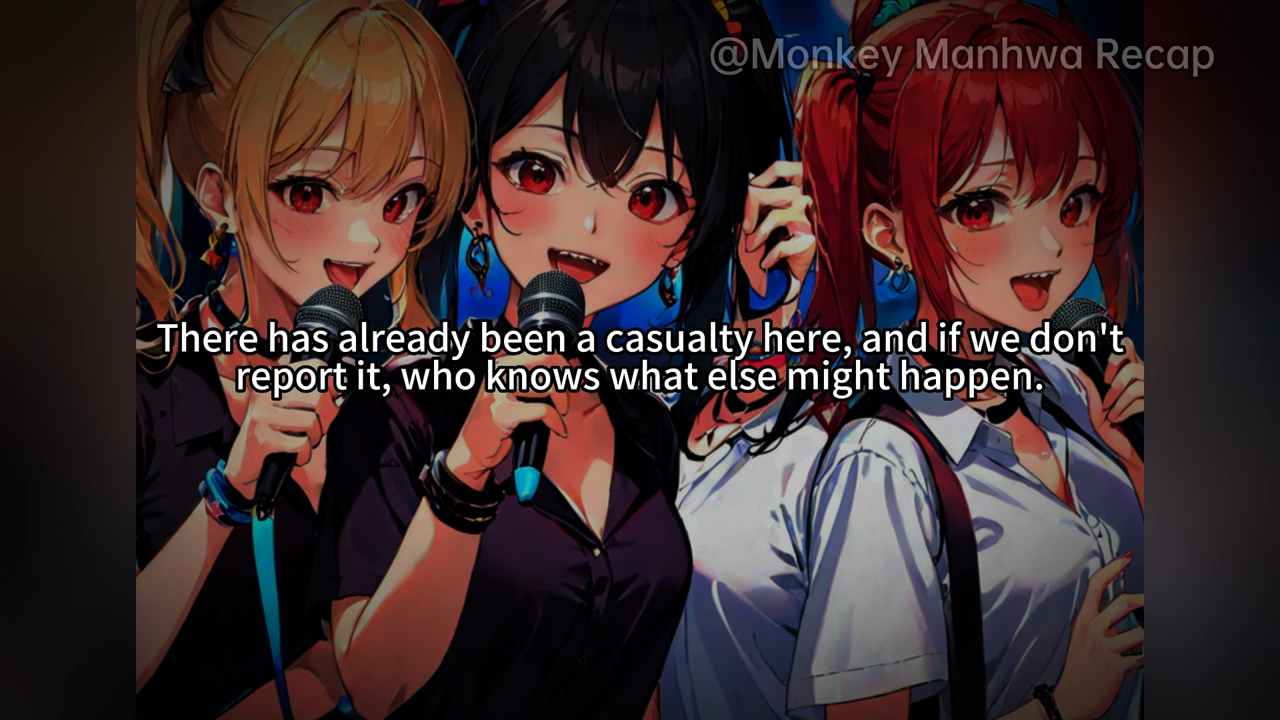 @Monkey Manhwa Recap
There has already been a casualty here, and if we don't
report it, who knows what else might happen.